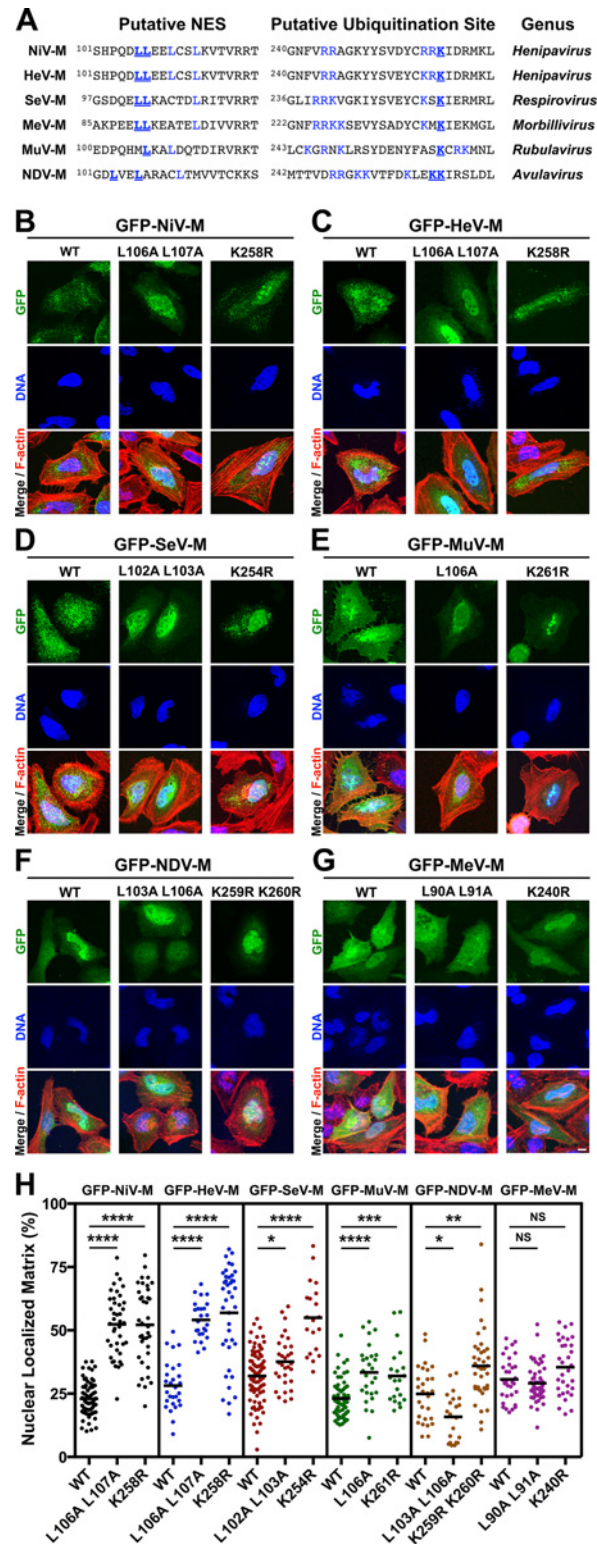 A Putative NES Putative Ubiquitination Site Genus
NiV-M 101SHPQDLLEELCSLKVTVRRT 240GNFVRRAGKYYSVDYCRRKIDRMKL Henipavirus
HeV-M 101SHPQDLLEELCSLKVTVRRT 240GNFVRRAGKYYSVDYCRRKIDRMKL Henipavirus
SeV-M 97GSDQELLKACTDLRITVRRT 236GLIRRKVGKIYSVEYCKSKIERMRL Respirovirus
MeV-M 85AKPEELLKEATELDIVVRRT 222GNFRRKKSEVYSADYCKMKIEKMGL Morbillivirus
MuV-M 100EDPQHMLKALDQTDIRVRKT 243LCKGRNKLRSYDENYFASKCRKMNL Rubulavirus
NDV-M 101GDLVELARACTLMVVTCKKS 242MTTVDRRGKKVTFDKLEKKIRSLDL Avulavirus
B GFP-NiV-M
WT L106A L107A K258R
GFP
DNA
Merge / F-actin
C GFP-HeV-M
WT L106A L107A K258R
GFP
DNA
Merge / F-actin
D GFP-SeV-M
WT L102A L103A K254R
GFP
DNA
Merge / F-actin
E GFP-MuV-M
WT L106A K261R
GFP
DNA
Merge / F-actin
F GFP-NDV-M
WT L103A L106A K259R K260R
GFP
DNA
Merge / F-actin
G GFP-MeV-M
WT L90A L91A K240R
GFP
DNA
Merge / F-actin
H GFP-NiV-M GFP-HeV-M GFP-SeV-M GFP-MuV-M GFP-NDV-M GFP-MeV-M
Nuclear Localized Matrix (%)
100
75
50
25
0
**** **** **** *** ** NS
**** **** * **** * NS
WT L106A L107A K258R WT L106A L107A K258R WT L102A L103A K254R WT L106A K261R WT L103A L106A K259R K260R WT L90A L91A K240R